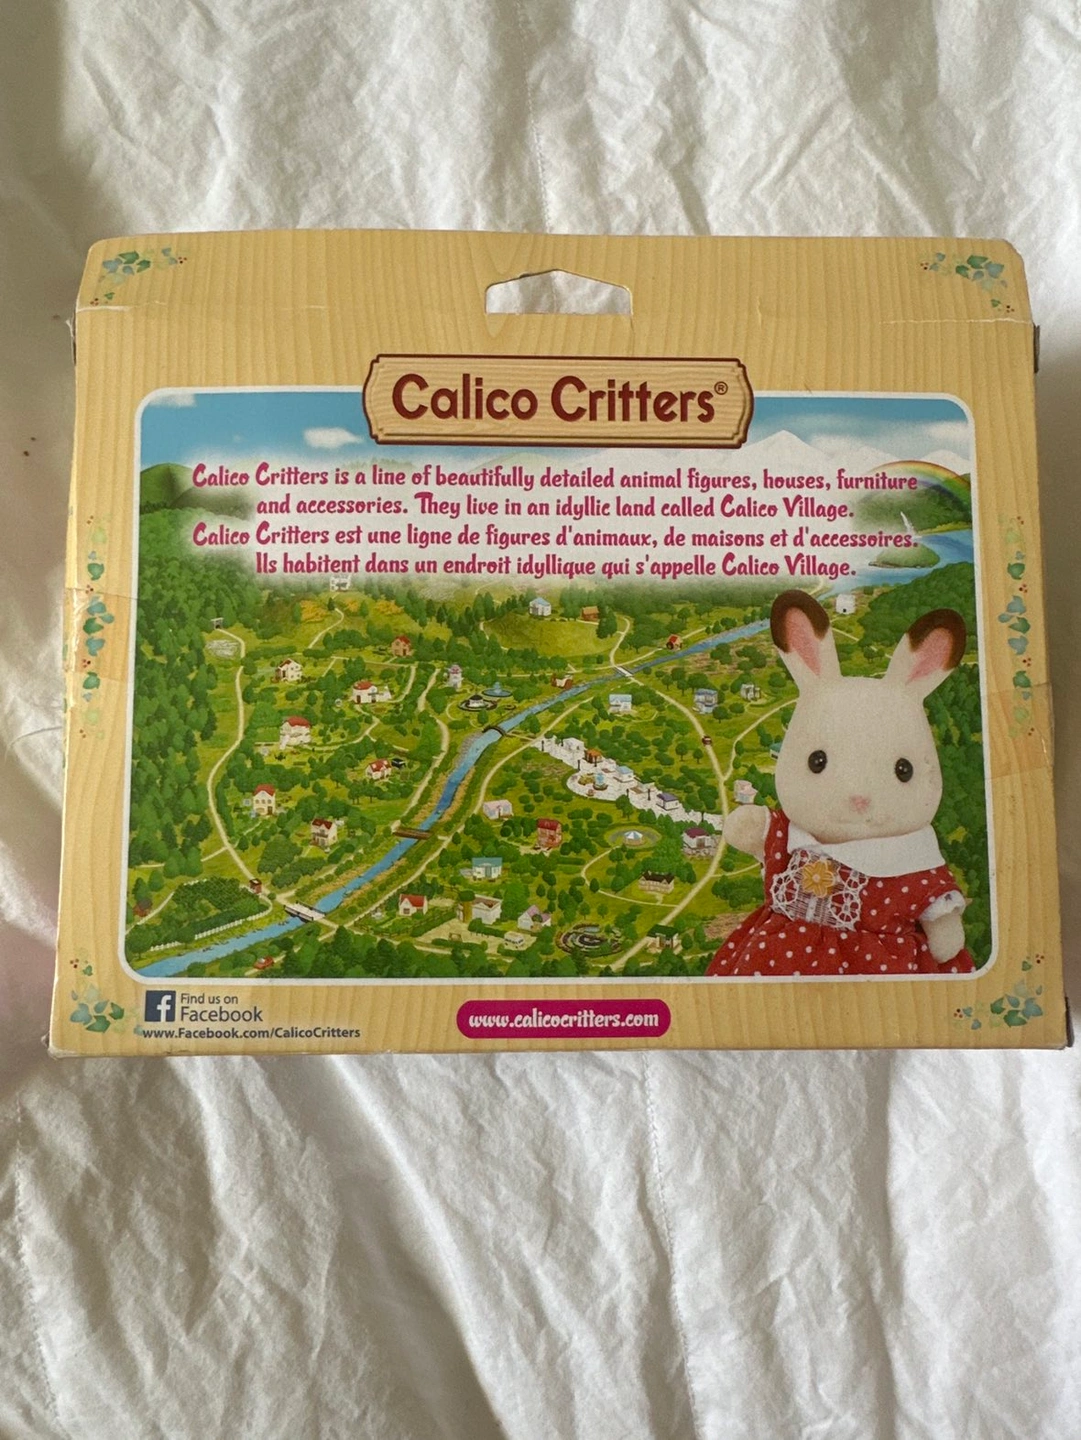 Calico Critters®
Calico Critters is a line of beautifully detailed animal figures, houses, furniture
and accessories. They live in an idyllic land called Calico Village.
Calico Critters est une ligne de figures d'animaux, de maisons et d'accessoires.
Ils habitent dans un endroit idyllique qui s'appelle Calico Village.
f
Find us on
Facebook
www.Facebook.com/CalicoCritters
www.calicocritters.com